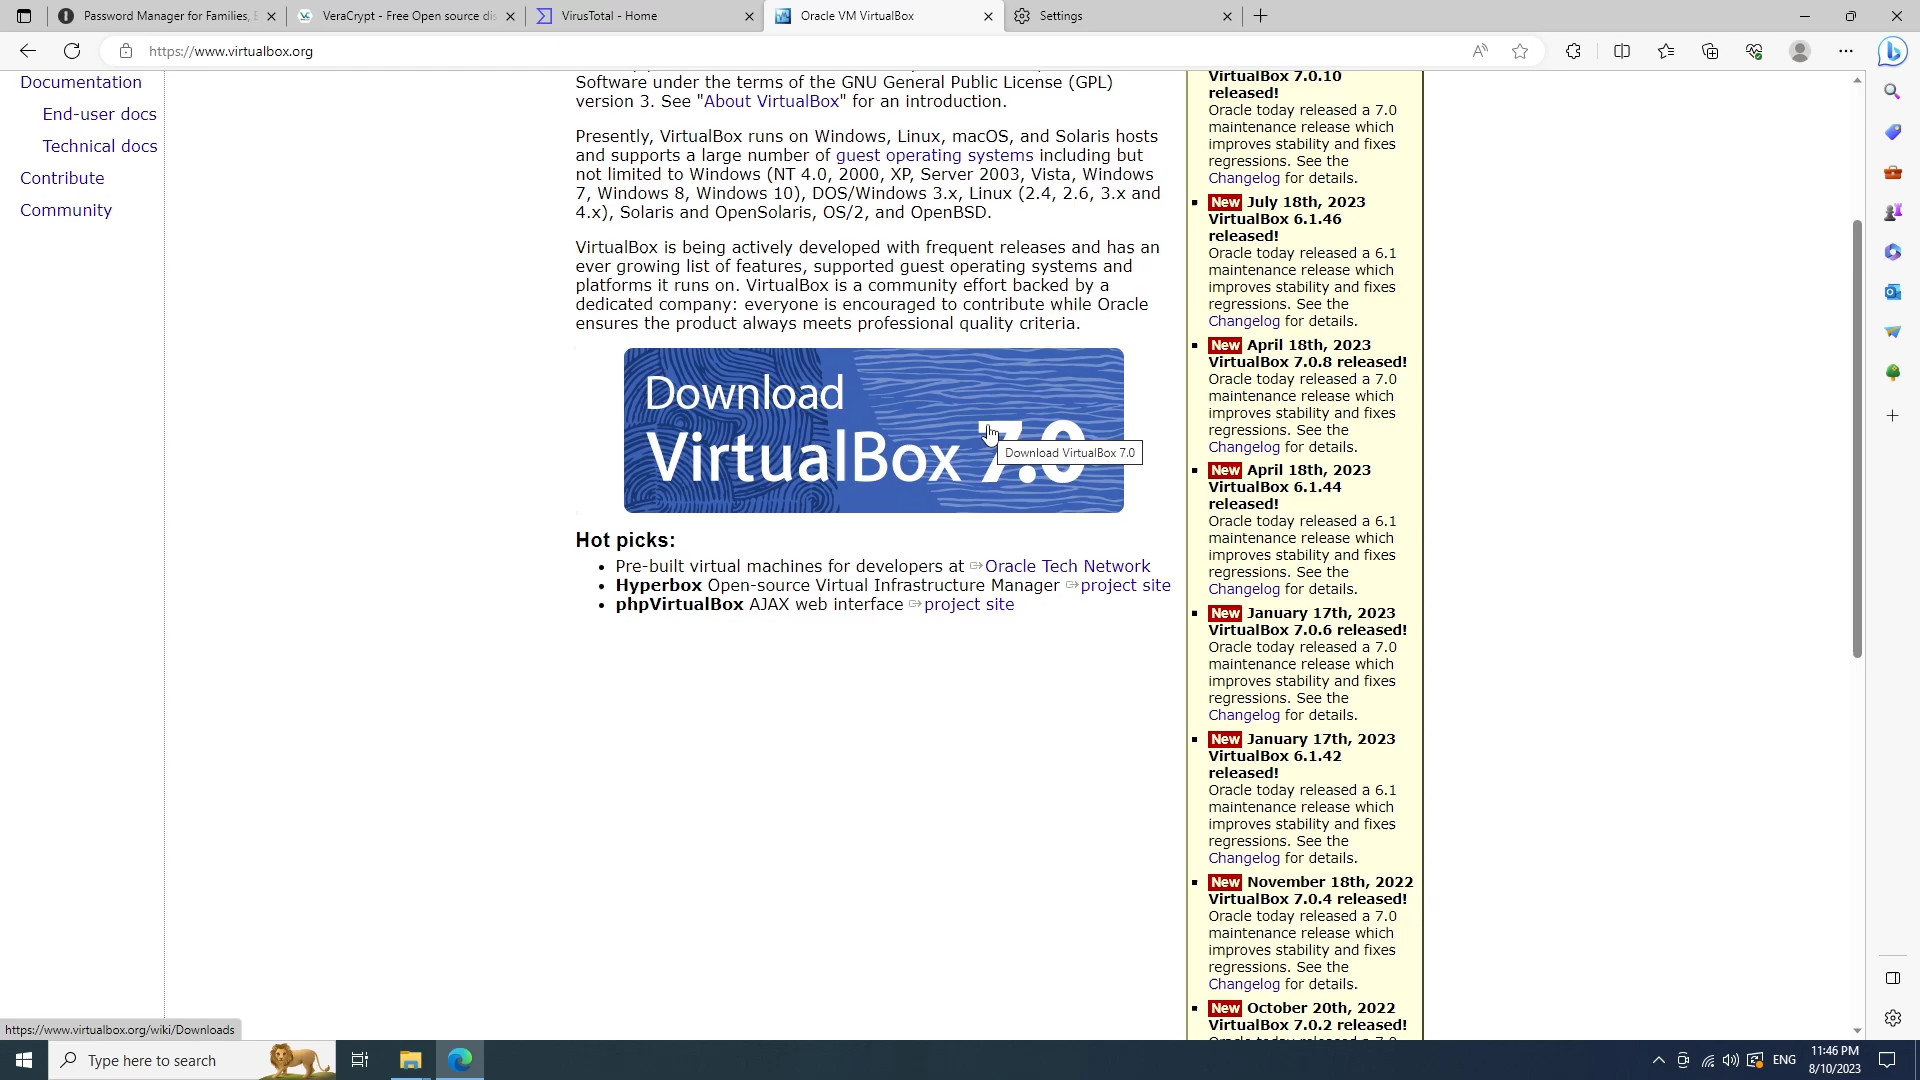 Password Manager for Families, E
VeraCrypt - Free Open source dis
VirusTotal - Home
Oracle VM VirtualBox
Settings
https://www.virtualbox.org
Documentation
End-user docs
Technical docs
Contribute
Community
Software under the terms of the GNU General Public License (GPL)
version 3. See "About VirtualBox" for an introduction.
Presently, VirtualBox runs on Windows, Linux, macOS, and Solaris hosts
and supports a large number of guest operating systems including but
not limited to Windows (NT 4.0, 2000, XP, Server 2003, Vista, Windows
7, Windows 8, Windows 10), DOS/Windows 3.x, Linux (2.4, 2.6, 3.x and
4.x), Solaris and OpenSolaris, OS/2, and OpenBSD.
VirtualBox is being actively developed with frequent releases and has an
ever growing list of features, supported guest operating systems and
platforms it runs on. VirtualBox is a community effort backed by a
dedicated company: everyone is encouraged to contribute while Oracle
ensures the product always meets professional quality criteria.
Download
VirtualBox 7.0
Download VirtualBox 7.0
Hot picks:
Pre-built virtual machines for developers at Oracle Tech Network
Hyperbox Open-source Virtual Infrastructure Manager project site
phpVirtualBox AJAX web interface project site
VirtualBox 7.0.10
released!
Oracle today released a 7.0
maintenance release which
improves stability and fixes
regressions. See the
Changelog for details.
New July 18th, 2023
VirtualBox 6.1.46
released!
Oracle today released a 6.1
maintenance release which
improves stability and fixes
regressions. See the
Changelog for details.
New April 18th, 2023
VirtualBox 7.0.8 released!
Oracle today released a 7.0
maintenance release which
improves stability and fixes
regressions. See the
Changelog for details.
New April 18th, 2023
VirtualBox 6.1.44
released!
Oracle today released a 6.1
maintenance release which
improves stability and fixes
regressions. See the
Changelog for details.
New January 17th, 2023
VirtualBox 7.0.6 released!
Oracle today released a 7.0
maintenance release which
improves stability and fixes
regressions. See the
Changelog for details.
New January 17th, 2023
VirtualBox 6.1.42
released!
Oracle today released a 6.1
maintenance release which
improves stability and fixes
regressions. See the
Changelog for details.
New November 18th, 2022
VirtualBox 7.0.4 released!
Oracle today released a 7.0
maintenance release which
improves stability and fixes
regressions. See the
Changelog for details.
New October 20th, 2022
VirtualBox 7.0.2 released!
https://www.virtualbox.org/wiki/Downloads
Type here to search
ENG
11:46 PM
8/10/2023